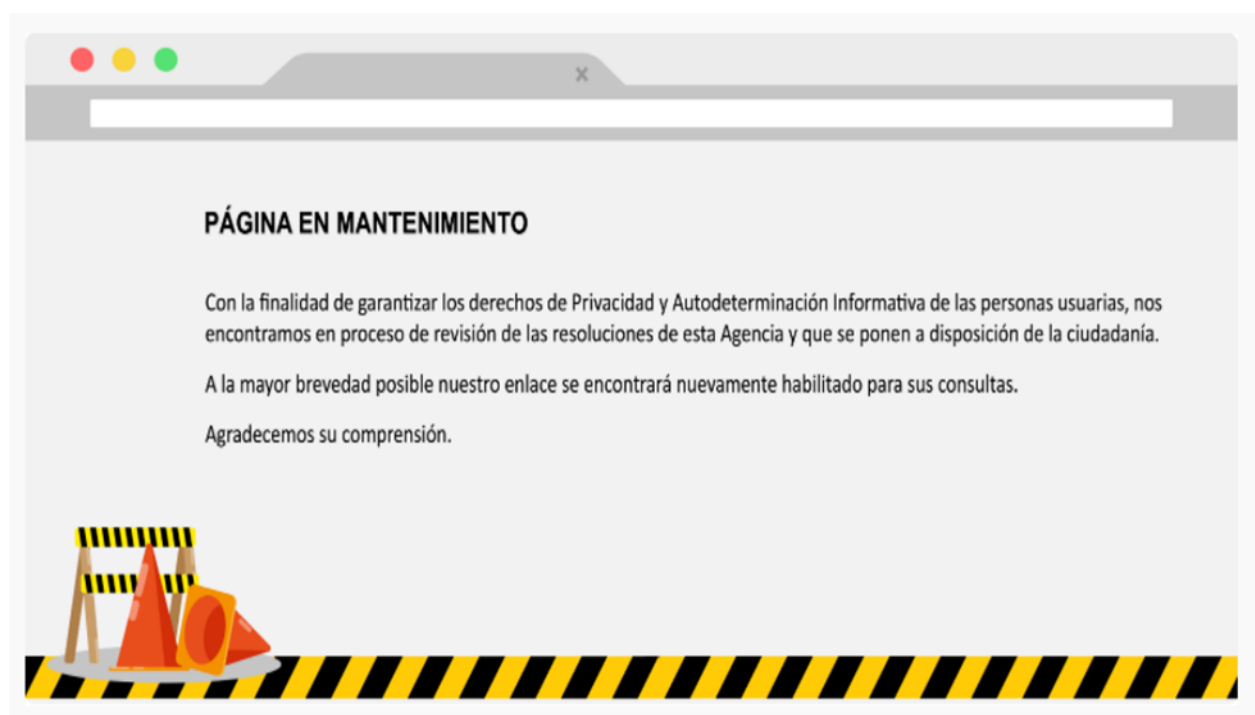 PÁGINA EN MANTENIMIENTO
Con la finalidad de garantizar los derechos de Privacidad y Autodeterminación Informativa de las personas usuarias, nos
encontramos en proceso de revisión de las resoluciones de esta Agencia y que se ponen a disposición de la ciudadanía.
A la mayor brevedad posible nuestro enlace se encontrará nuevamente habilitado para sus consultas.
Agradecemos su comprensión.